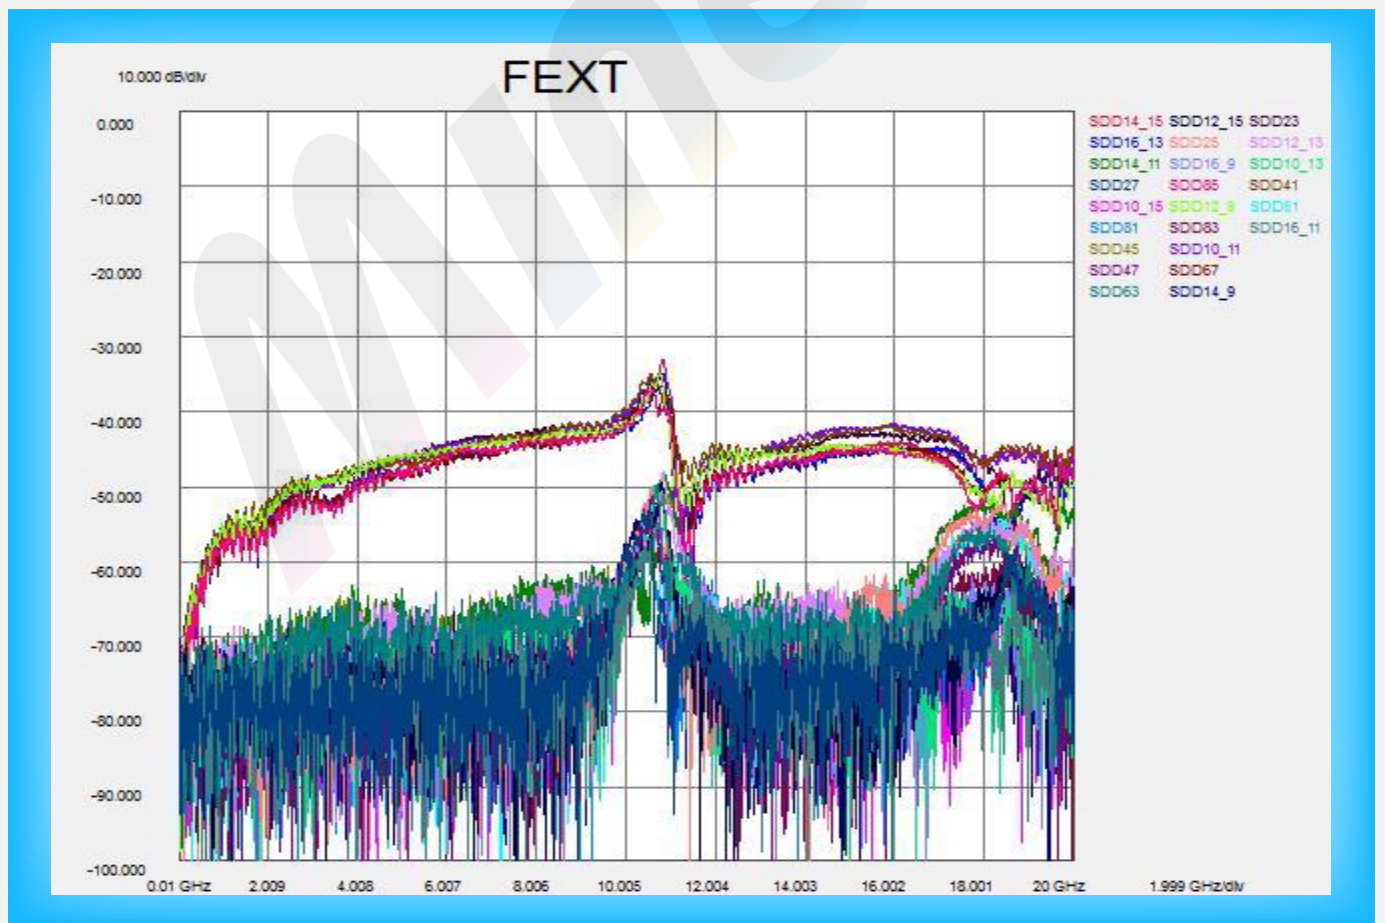 FEXT
10.000 dB/div
0.000
-10.000
-20.000
-30.000
-40.000
-50.000
-60.000
-70.000
-80.000
-90.000
-100.000
0.01 GHz 2.009 4.008 6.007 8.006 10.005 12.004 14.003 16.002 18.001 20 GHz 1.999 GHz/div
SDD14_15 SDD12_15 SDD23
SDD16_13 SDD25 SDD12_13
SDD14_11 SDD16_9 SDD10_13
SDD27 SDD85 SDD41
SDD10_15 SDD12_9 SDD61
SDD81 SDD83 SDD16_11
SDD45 SDD10_11
SDD47 SDD67
SDD63 SDD14_9